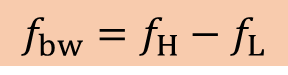 f_bw = f_H − f_L